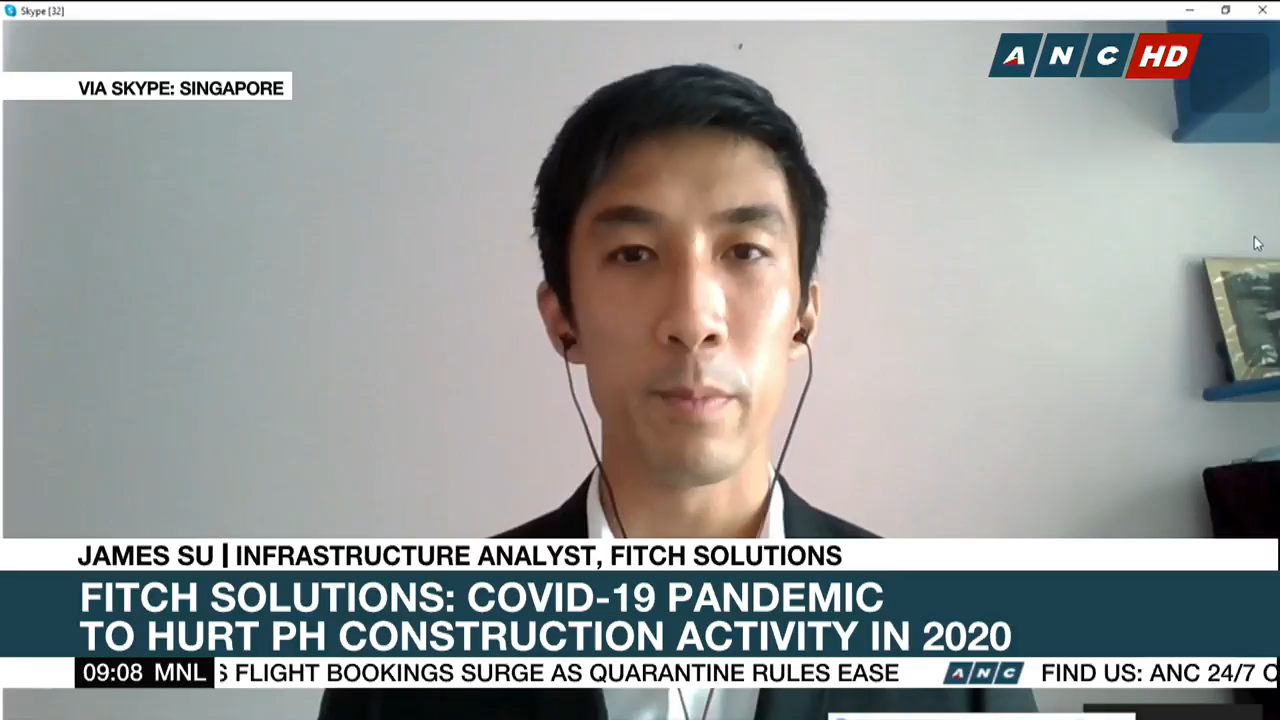 Skype [32]
ANC HD
VIA SKYPE: SINGAPORE
JAMES SU | INFRASTRUCTURE ANALYST, FITCH SOLUTIONS
FITCH SOLUTIONS: COVID-19 PANDEMIC
TO HURT PH CONSTRUCTION ACTIVITY IN 2020
09:08 MNL FLIGHT BOOKINGS SURGE AS QUARANTINE RULES EASE ANC FIND US: ANC 24/7